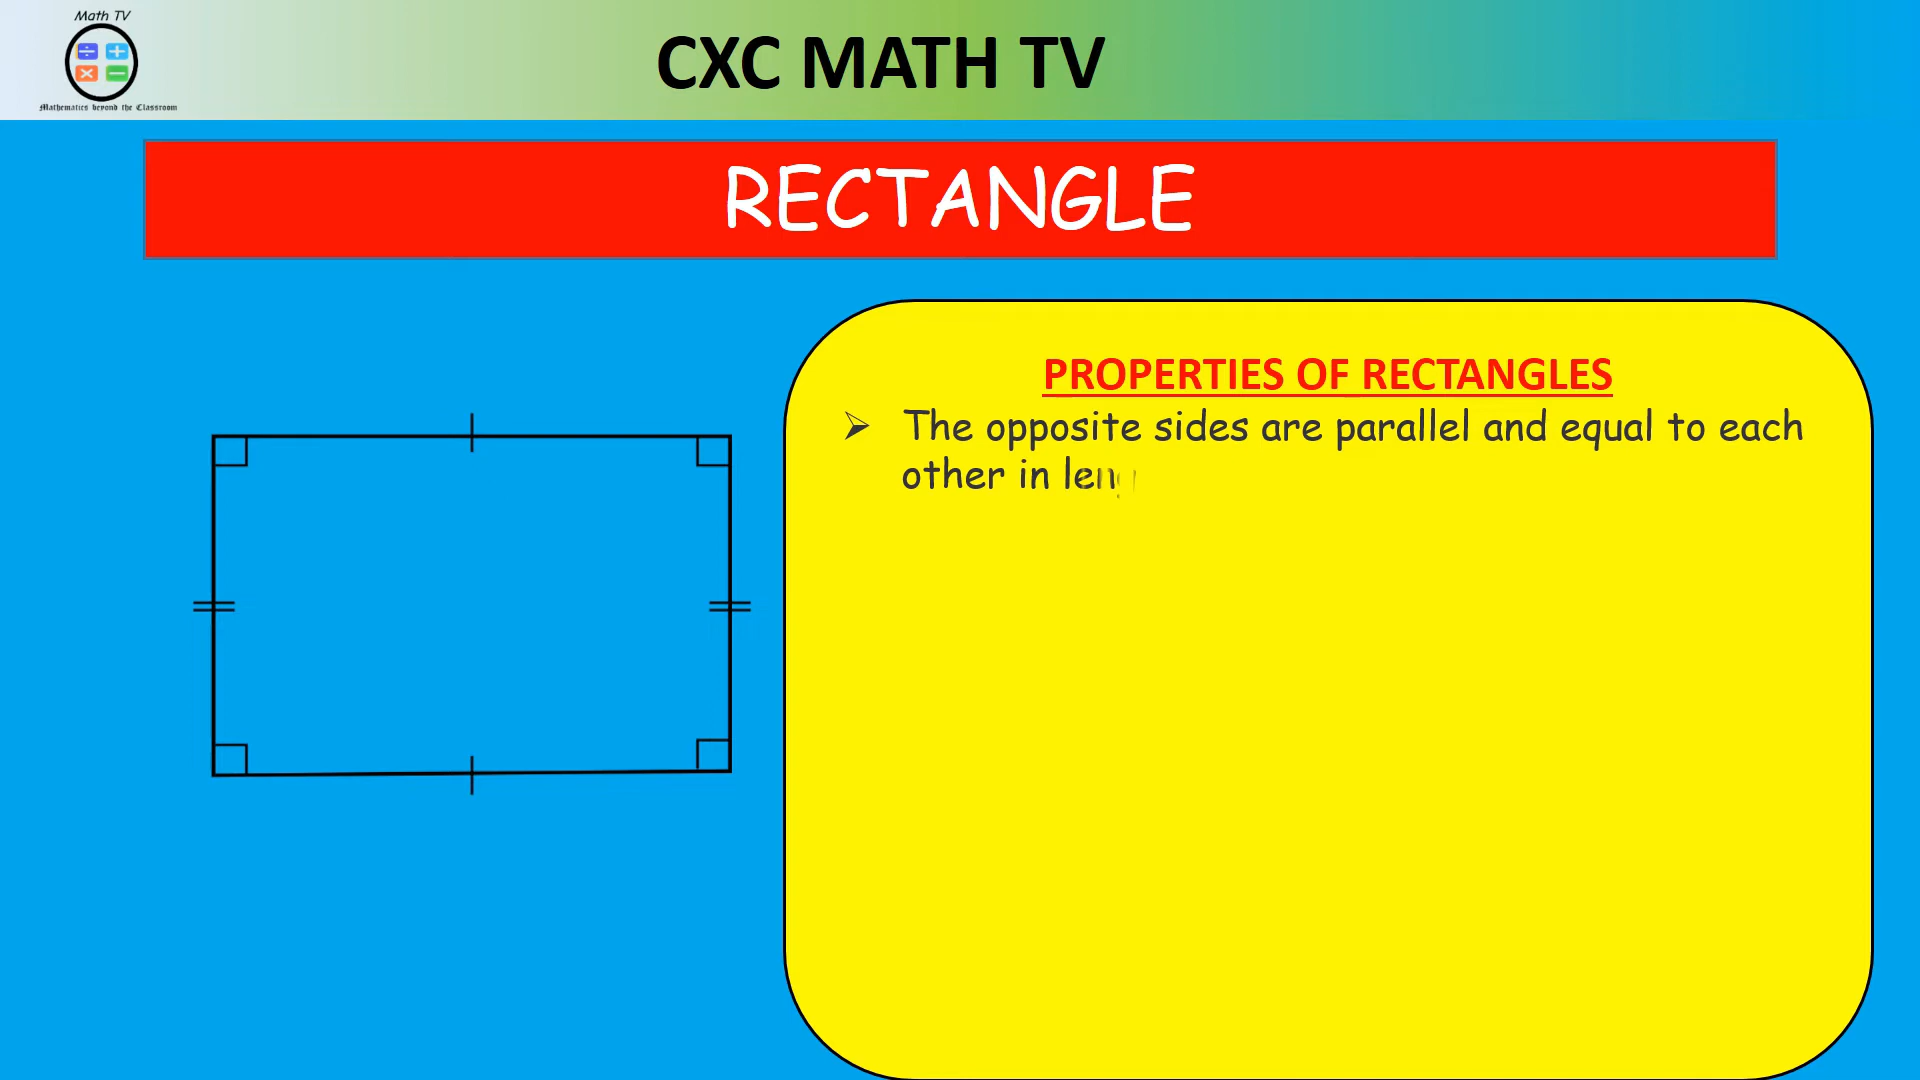 Math TV
Mathematics beyond the Classroom
CXC MATH TV
RECTANGLE
PROPERTIES OF RECTANGLES
The opposite sides are parallel and equal to each
other in